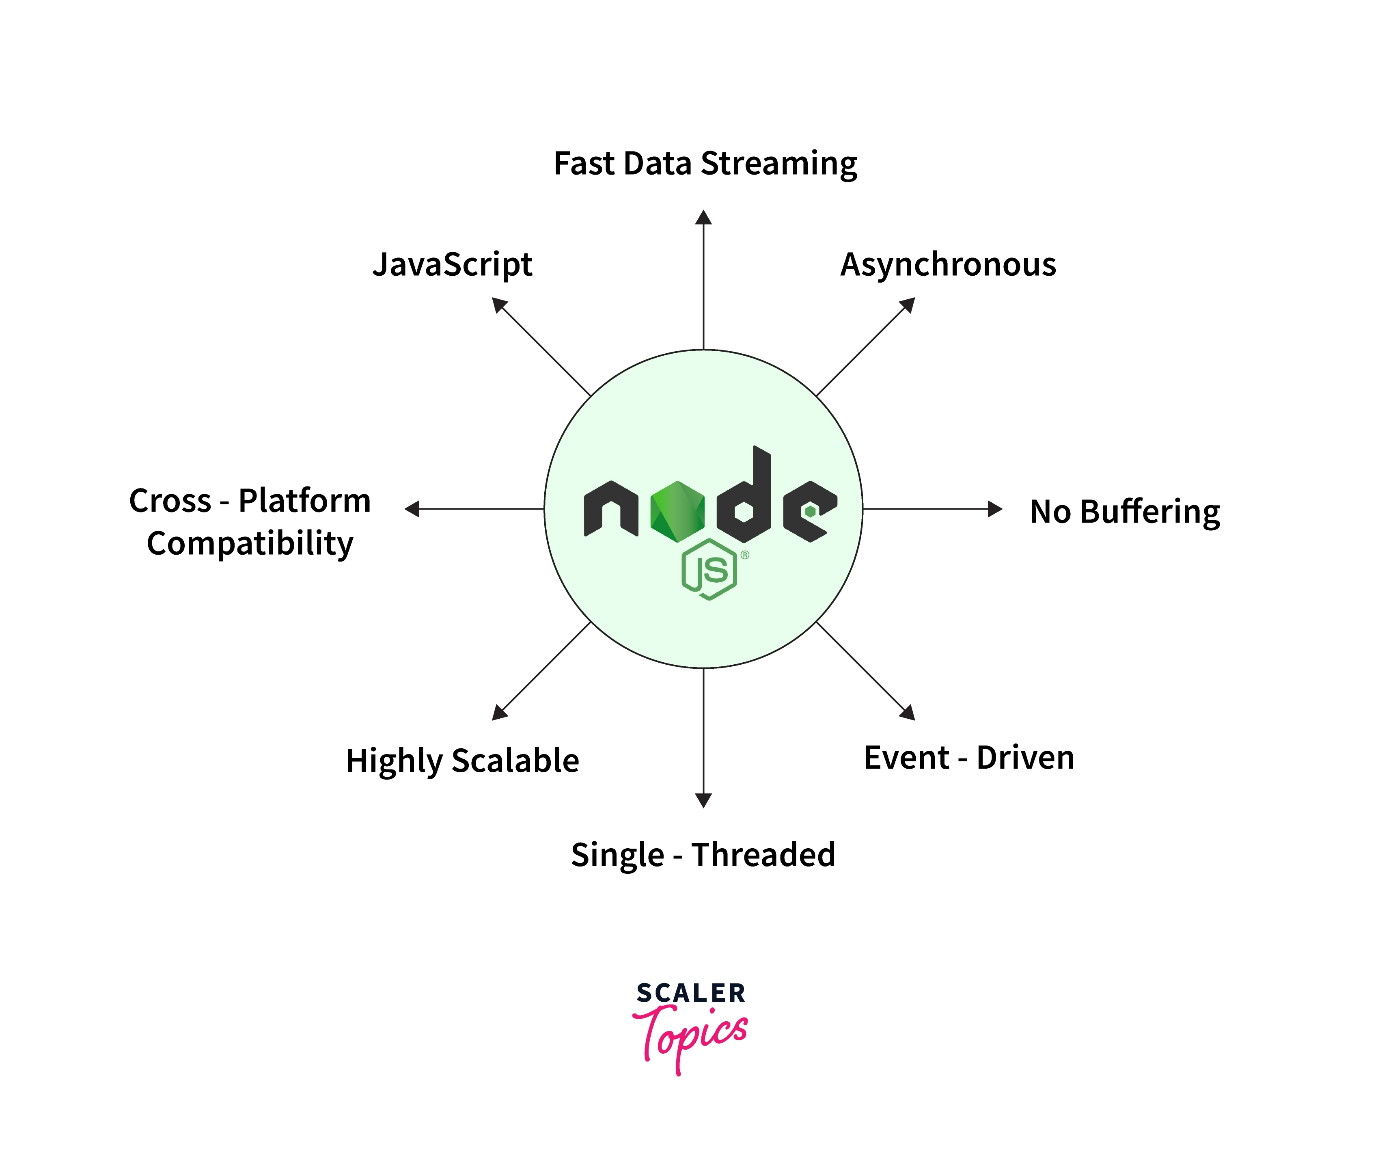 Fast Data Streaming
JavaScript
Asynchronous
Cross - Platform
Compatibility
node
JS®
No Buffering
Highly Scalable
Event - Driven
Single - Threaded
SCALER
Topics